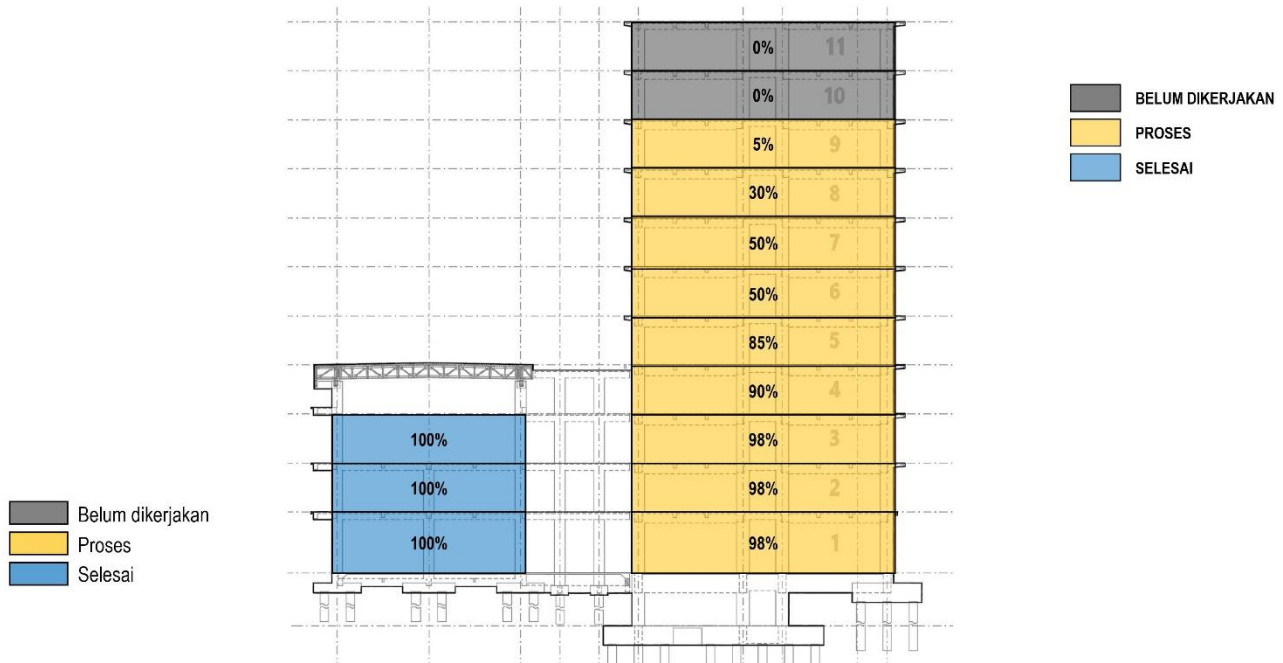 0% 11
0% 10
5% 9
30% 8
50% 7
50% 6
85% 5
90% 4
98% 3
98% 2
98% 1
100%
100%
100%
BELUM DIKERJAKAN
PROSES
SELESAI
Belum dikerjakan
Proses
Selesai